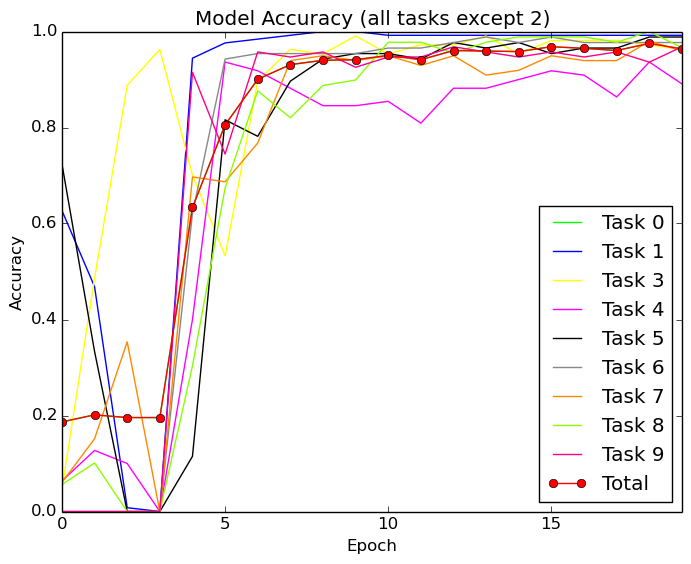 Model Accuracy (all tasks except 2)
1.0
0.8
0.6
0.4
0.2
0.0
Accuracy
0 5 10 15
Epoch
Task 0
Task 1
Task 3
Task 4
Task 5
Task 6
Task 7
Task 8
Task 9
Total